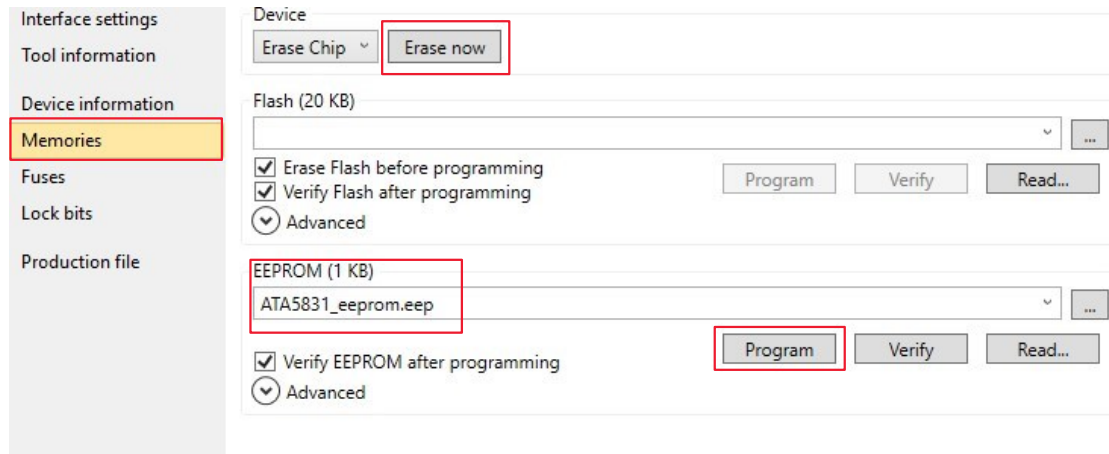 Interface settings
Tool information
Device information
Memories
Fuses
Lock bits
Production file
Device
Erase Chip
Erase now
Flash (20 KB)
...
Erase Flash before programming
Verify Flash after programming
Program Verify Read...
Advanced
EEPROM (1 KB)
ATA5831_eeprom.eep
...
Program Verify Read...
Verify EEPROM after programming
Advanced